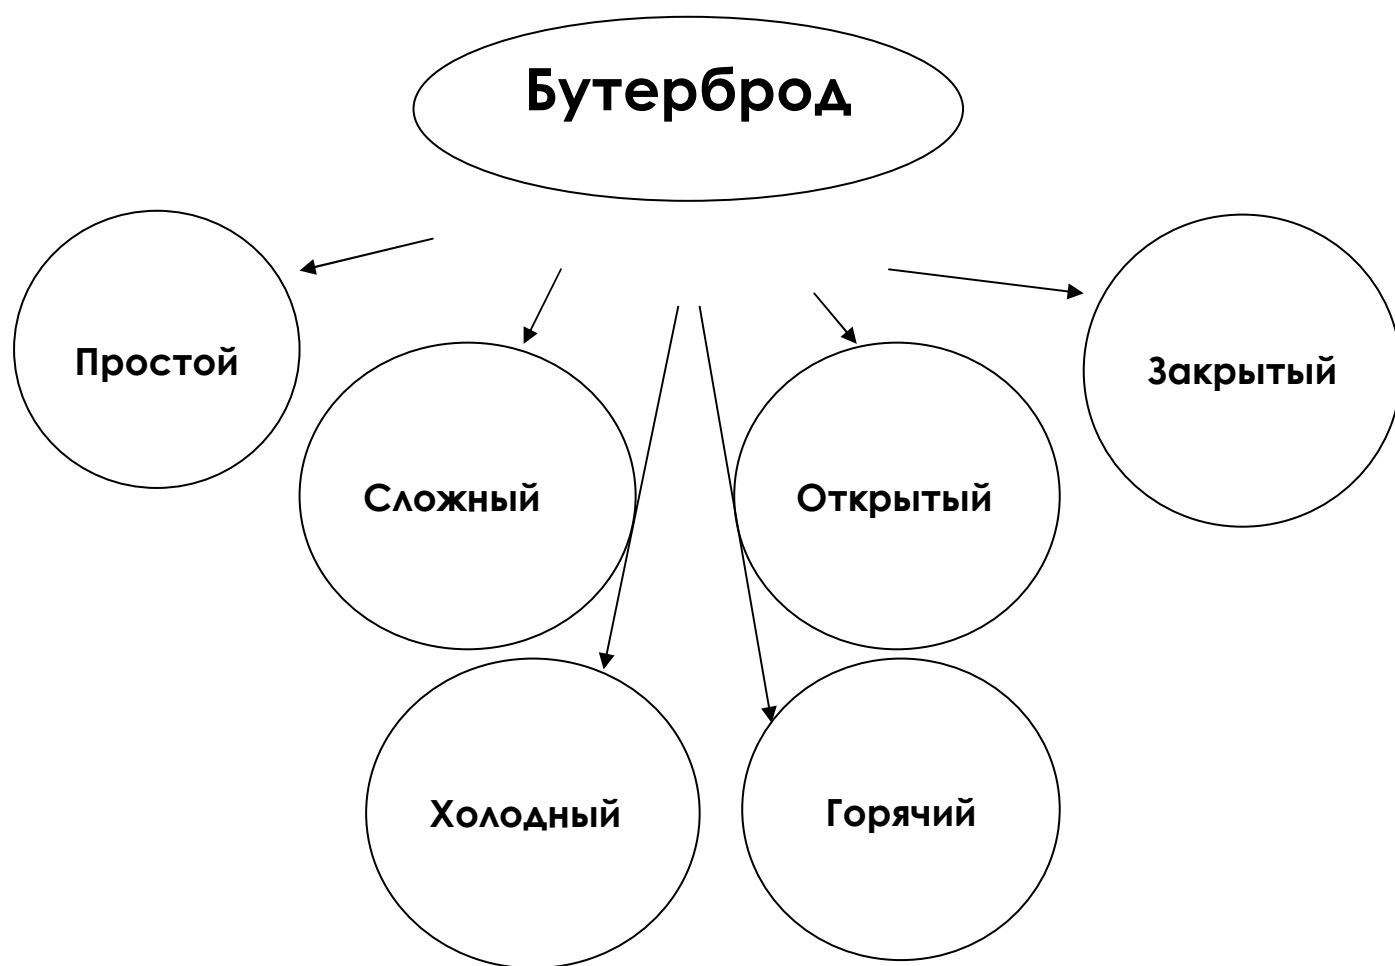 Бутерброд
Простой
Закрытый
Сложный
Открытый
Холодный
Горячий